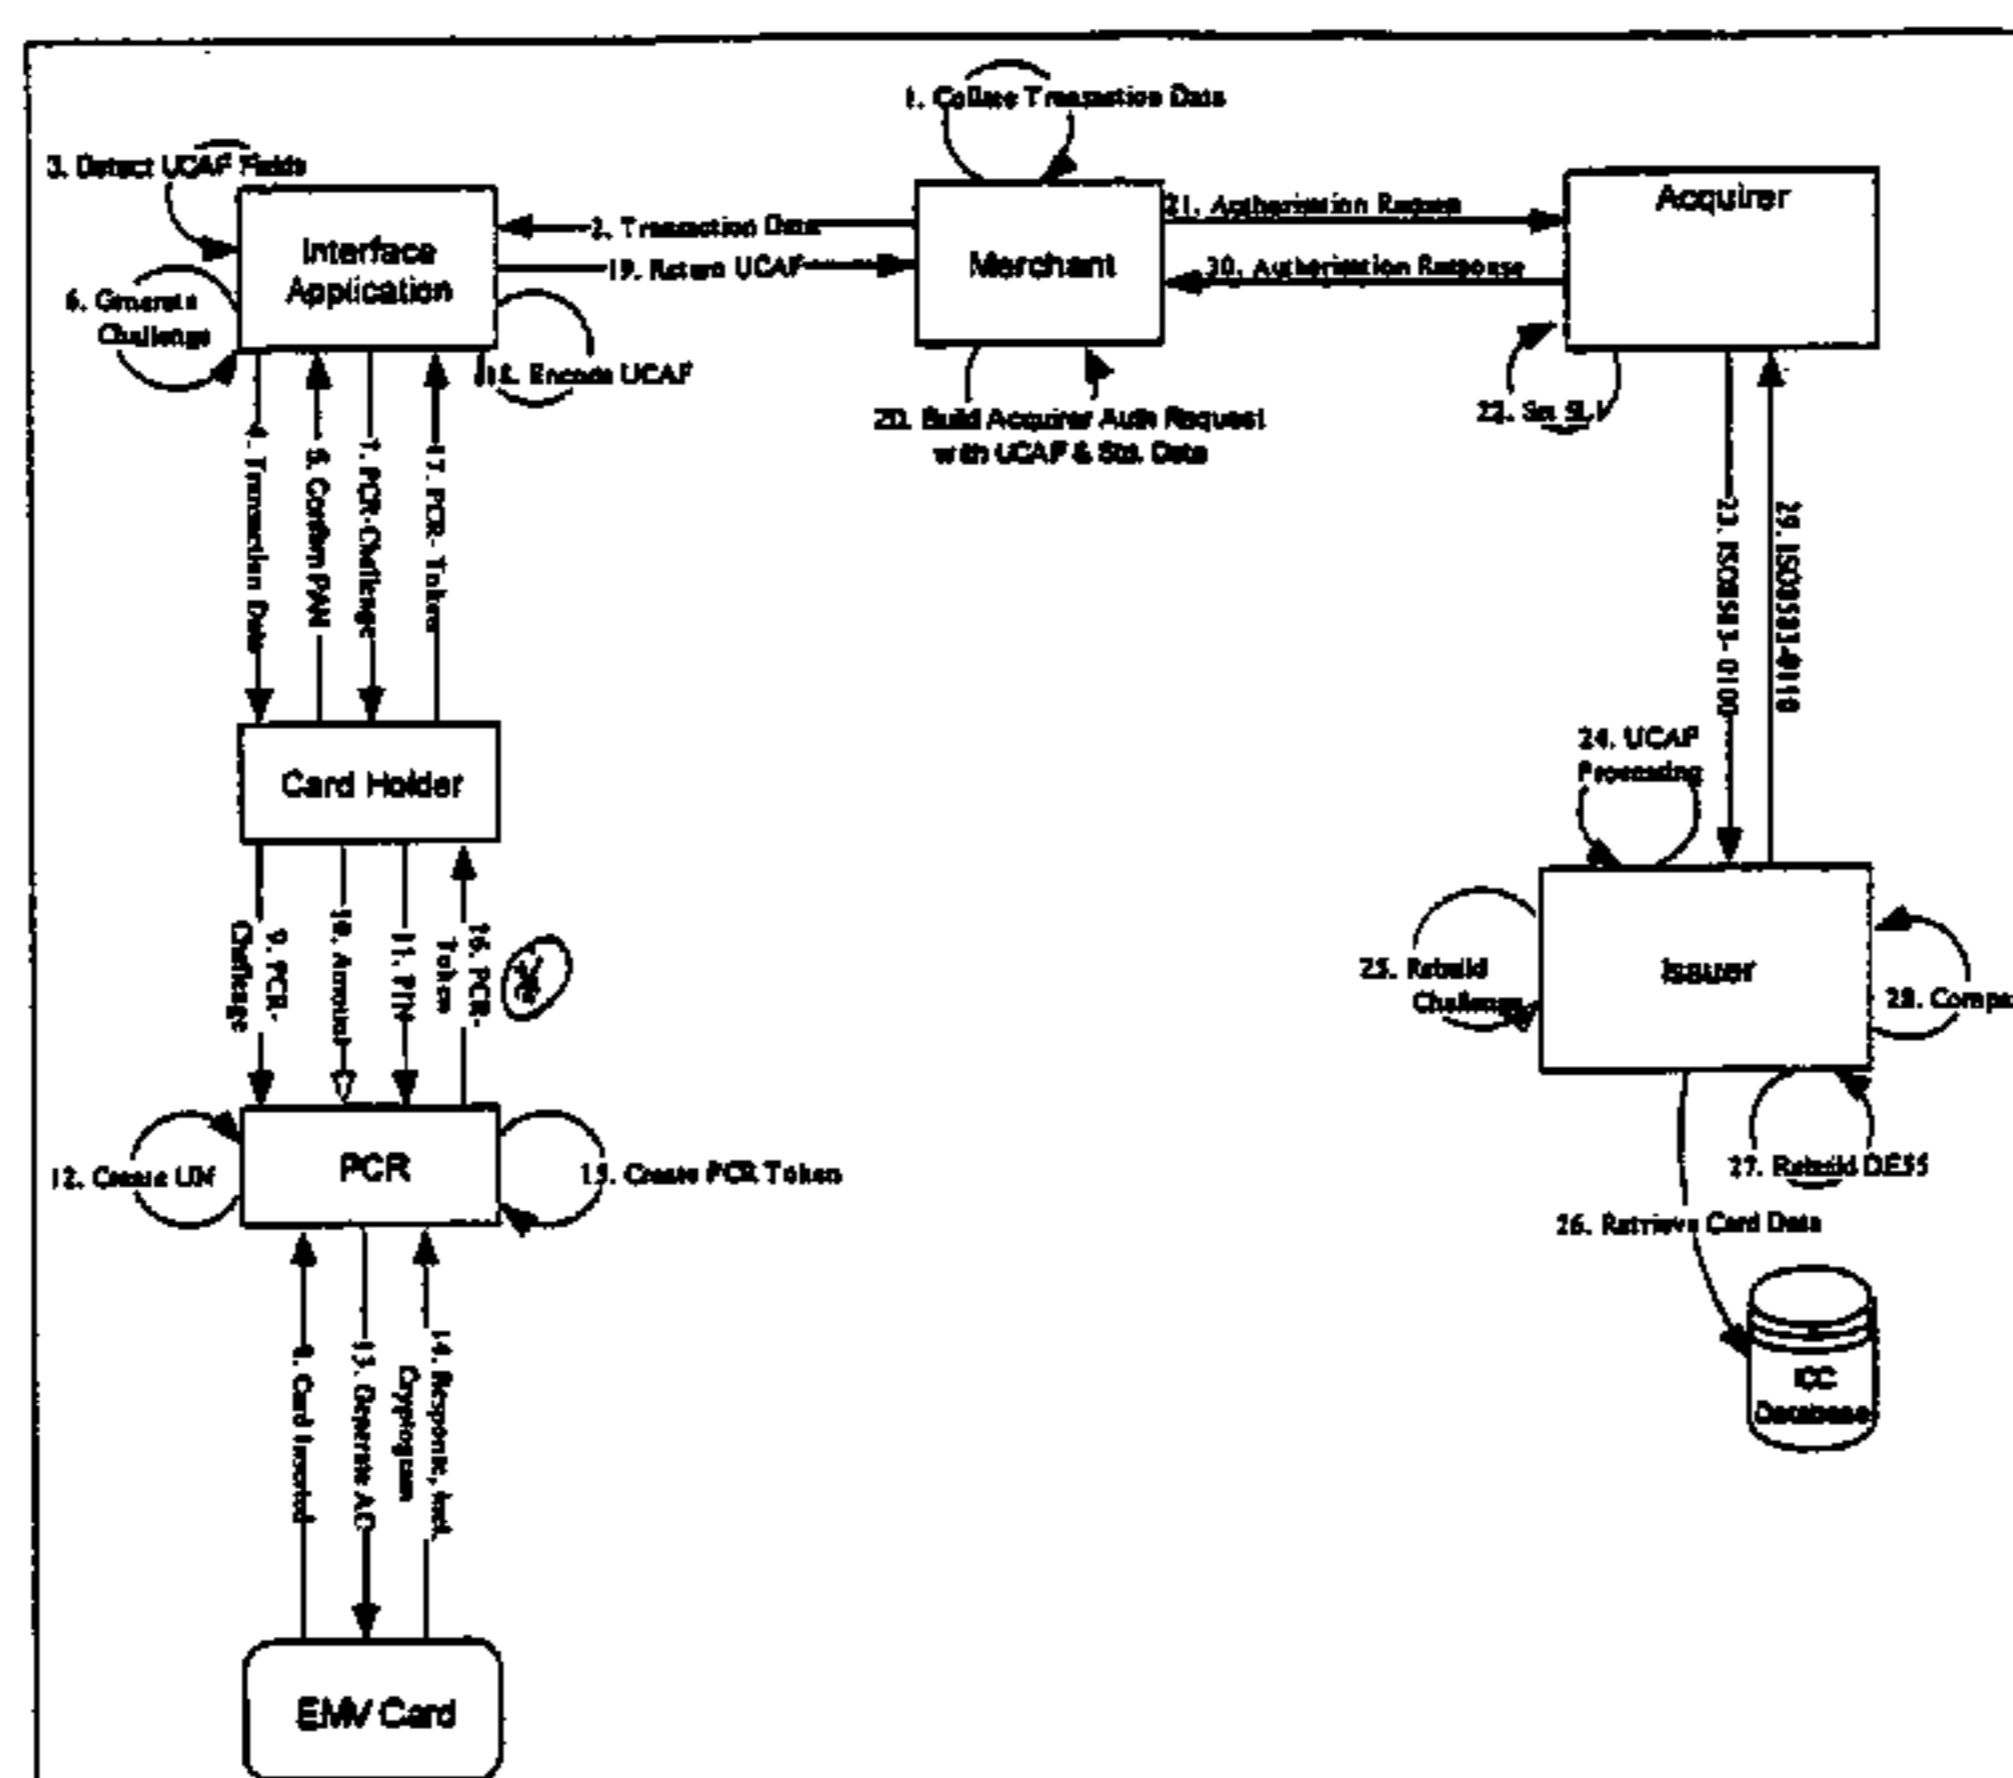 1. Collate Transaction Data
3. Detect UCAF Fields
Interface
Application
2. Transaction Data
19. Return UCAF
Merchant
21. Authorization Request
30. Authorization Response
Acquirer
6. Generate
Challenge
18. Encode UCAF
20. Build Acquirer Auth Request
with UCAF & Std. Data
22. Set SLI
4. Transaction Data
5. Confirm PAN
7. PCR-Challenge
17. PCR- Token
23. ISO8583- 0100
29. ISO8583-0110
Card Holder
24. UCAF
Processing
9. PCR-
Challenge
10. Amount
11. PIN
16. PCR-
Token
25. Rebuild
Challenge
Issuer
28.
12. Create UN
PCR
15. Create PCR Token
27. Rebuild DE55
26. Retrieve Card Data
8. Card Inserted
13. Generate AC
14. Response, incl.
Cryptogram
ICC
Database
EMV Card